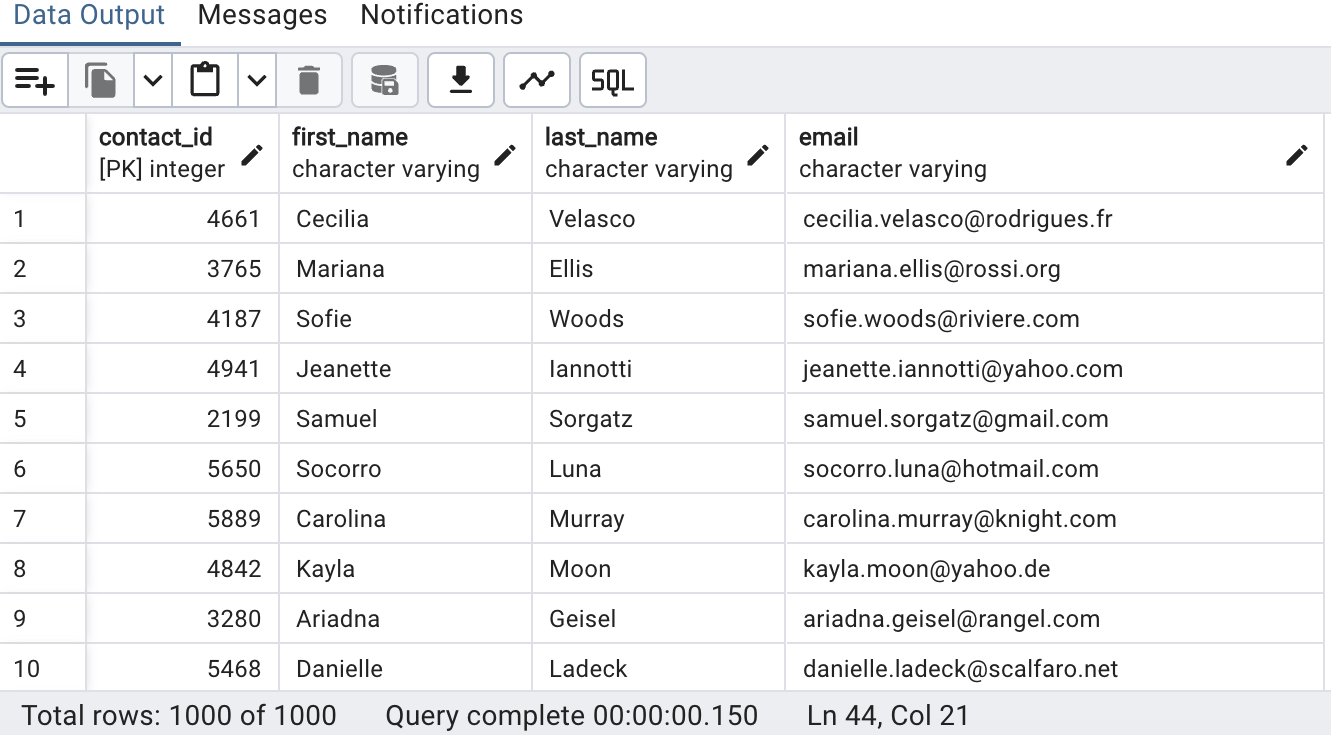 Data Output Messages Notifications
SQL
contact_id first_name last_name email
[PK] integer character varying character varying character varying
1 4661 Cecilia Velasco cecilia.velasco@rodrigues.fr
2 3765 Mariana Ellis mariana.ellis@rossi.org
3 4187 Sofie Woods sofie.woods@riviere.com
4 4941 Jeanette Iannotti jeanette.iannotti@yahoo.com
5 2199 Samuel Sorgatz samuel.sorgatz@gmail.com
6 5650 Socorro Luna socorro.luna@hotmail.com
7 5889 Carolina Murray carolina.murray@knight.com
8 4842 Kayla Moon kayla.moon@yahoo.de
9 3280 Ariadna Geisel ariadna.geisel@rangel.com
10 5468 Danielle Ladeck danielle.ladeck@scalfaro.net
Total rows: 1000 of 1000 Query complete 00:00:00.150 Ln 44, Col 21